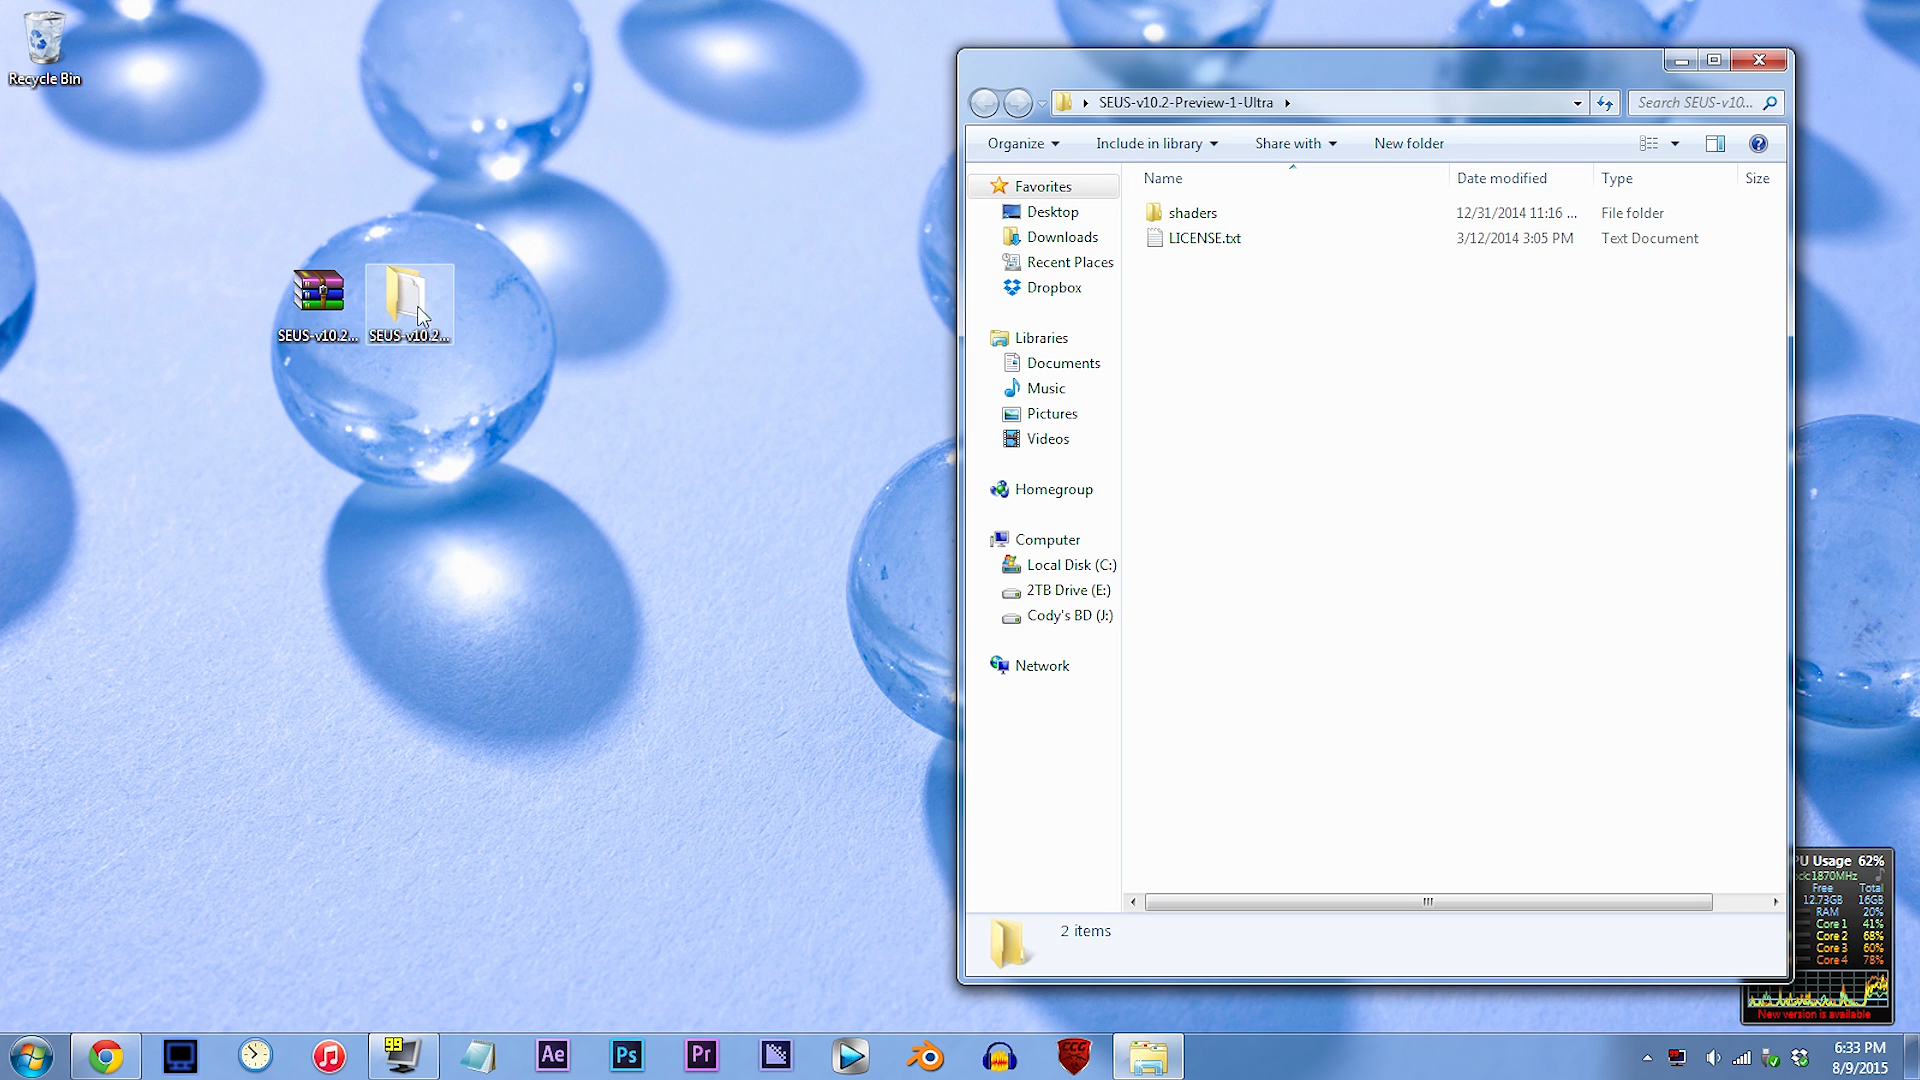 Recycle Bin
SEUS-v10.2...
SEUS-v10.2...
SEUS-v10.2-Preview-1-Ultra
Search SEUS-v10...
Organize
Include in library
Share with
New folder
Name
Date modified
Type
Size
shaders
12/31/2014 11:16 ...
File folder
LICENSE.txt
3/12/2014 3:05 PM
Text Document
Favorites
Desktop
Downloads
Recent Places
Dropbox
Libraries
Documents
Music
Pictures
Videos
Homegroup
Computer
Local Disk (C:)
2TB Drive (E:)
Cody's BD (J:)
Network
2 items
PU Usage 62%
1870MHz
Free Total
12.73GB 16GB
RAM 20%
Core 1 41%
Core 2 68%
Core 3 60%
Core 4 78%
New version is available
99
Ae
Ps
Pr
CCC
6:33 PM
8/9/2015